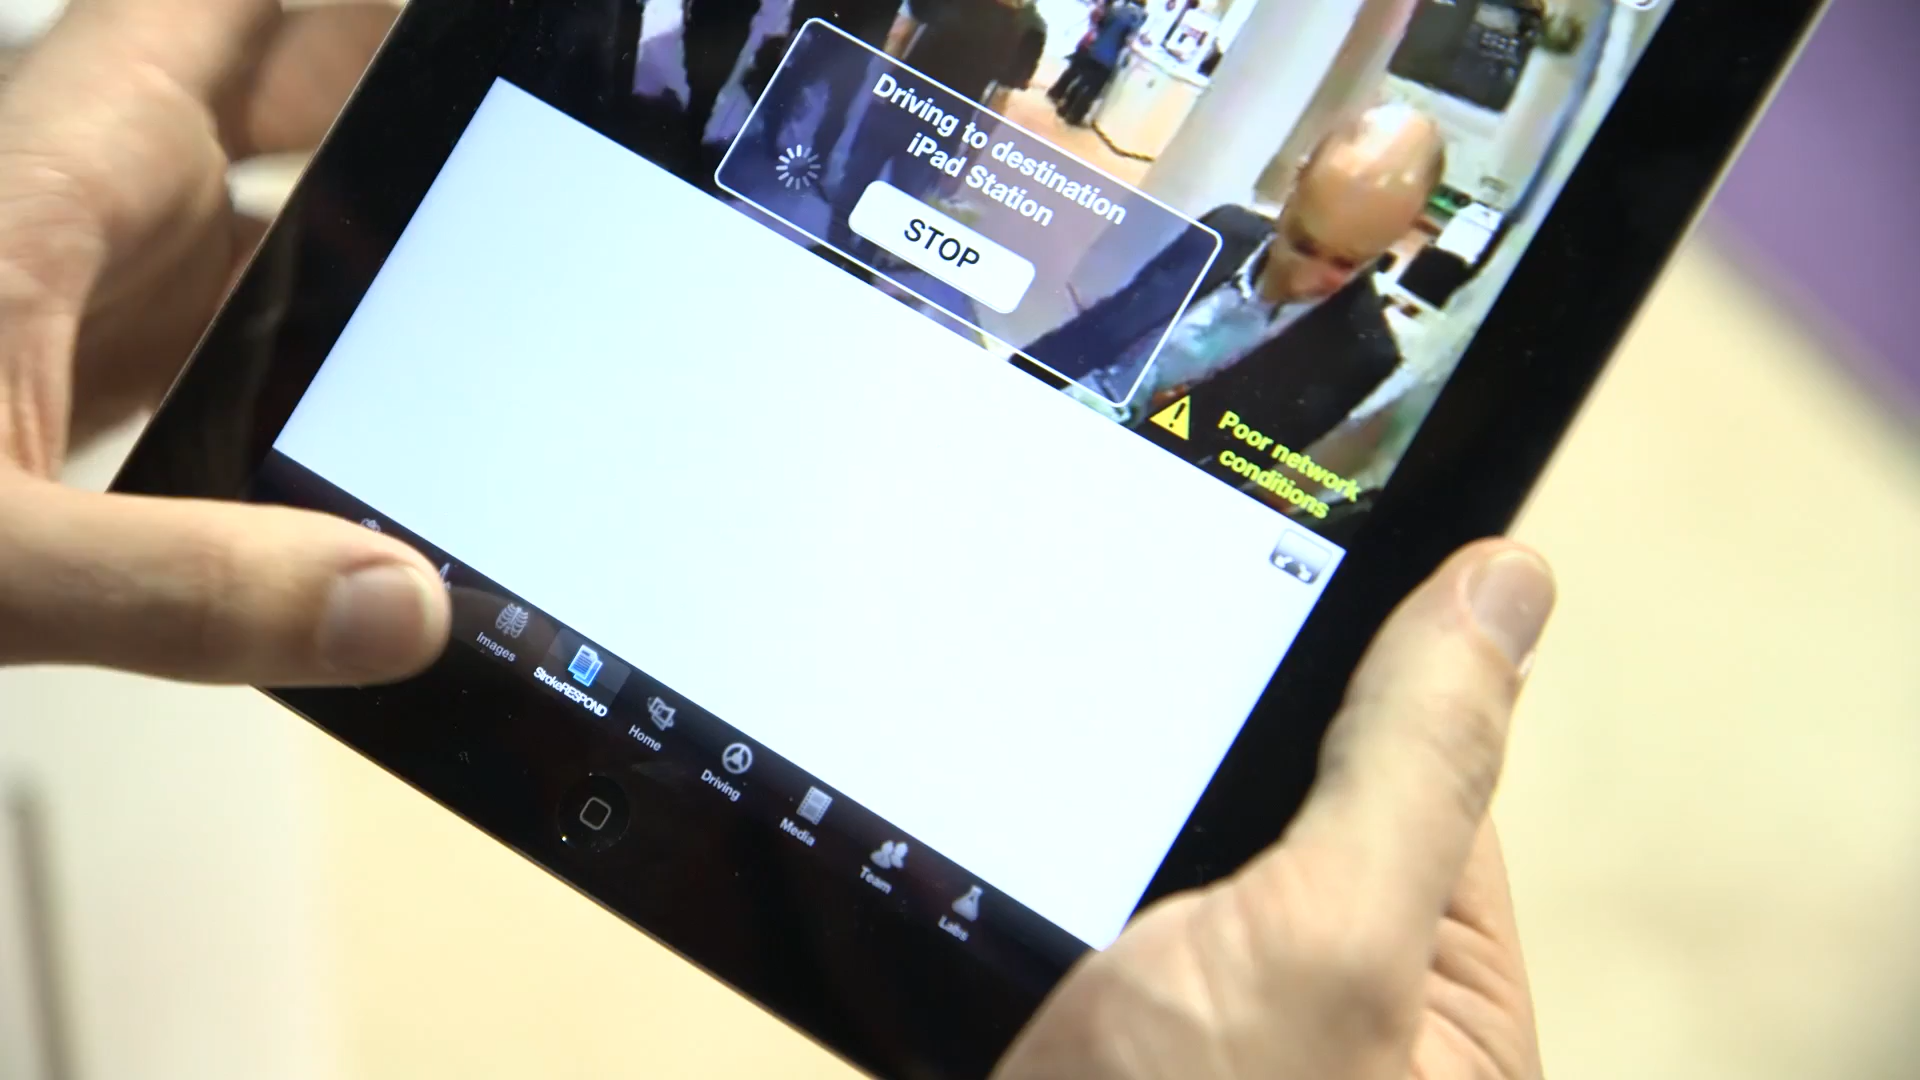 Driving to destination
iPad Station
STOP
Poor network
conditions
Images
StrokeRESPOND
Home
Driving
Media
Team
Labs